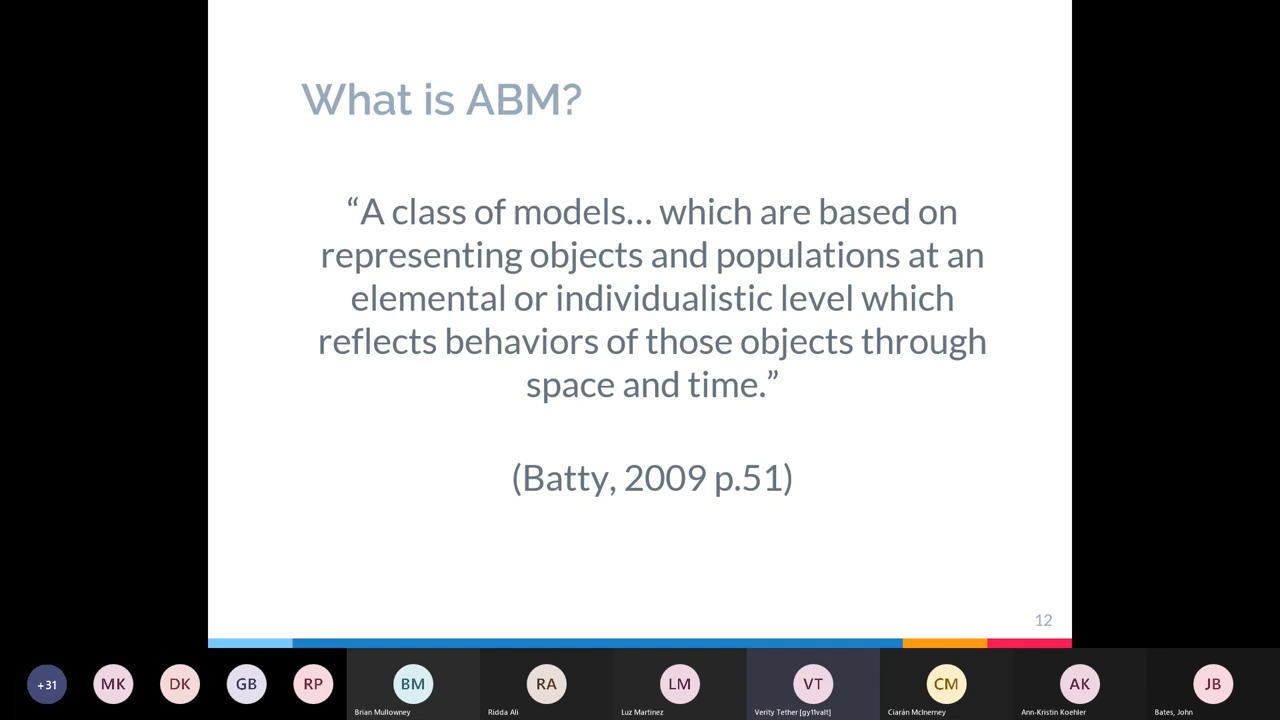 What is ABM?
“A class of models... which are based on
representing objects and populations at an
elemental or individualistic level which
reflects behaviors of those objects through
space and time.”
(Batty, 2009 p.51)
12
+31
MK
DK
GB
RP
BM
RA
LM
VT
CM
AK
JB
Brian Mullowney
Ridda Ali
Luz Martinez
Verity Tether [gy11valt]
Ciarán McInerney
Ann-Kristin Koehler
Bates, John